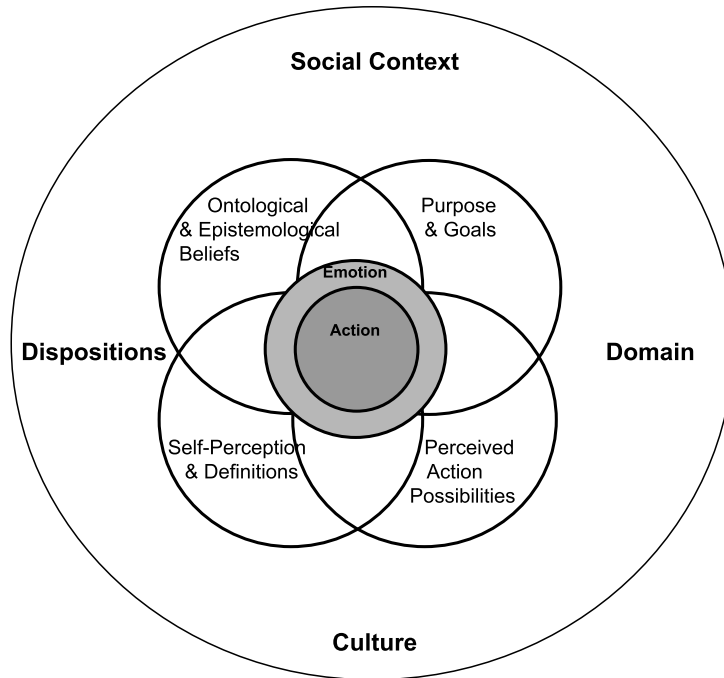 Social Context
Ontological
& Epistemological
Beliefs
Purpose
& Goals
Emotion
Action
Dispositions
Domain
Self-Perception
& Definitions
Perceived
Action
Possibilities
Culture